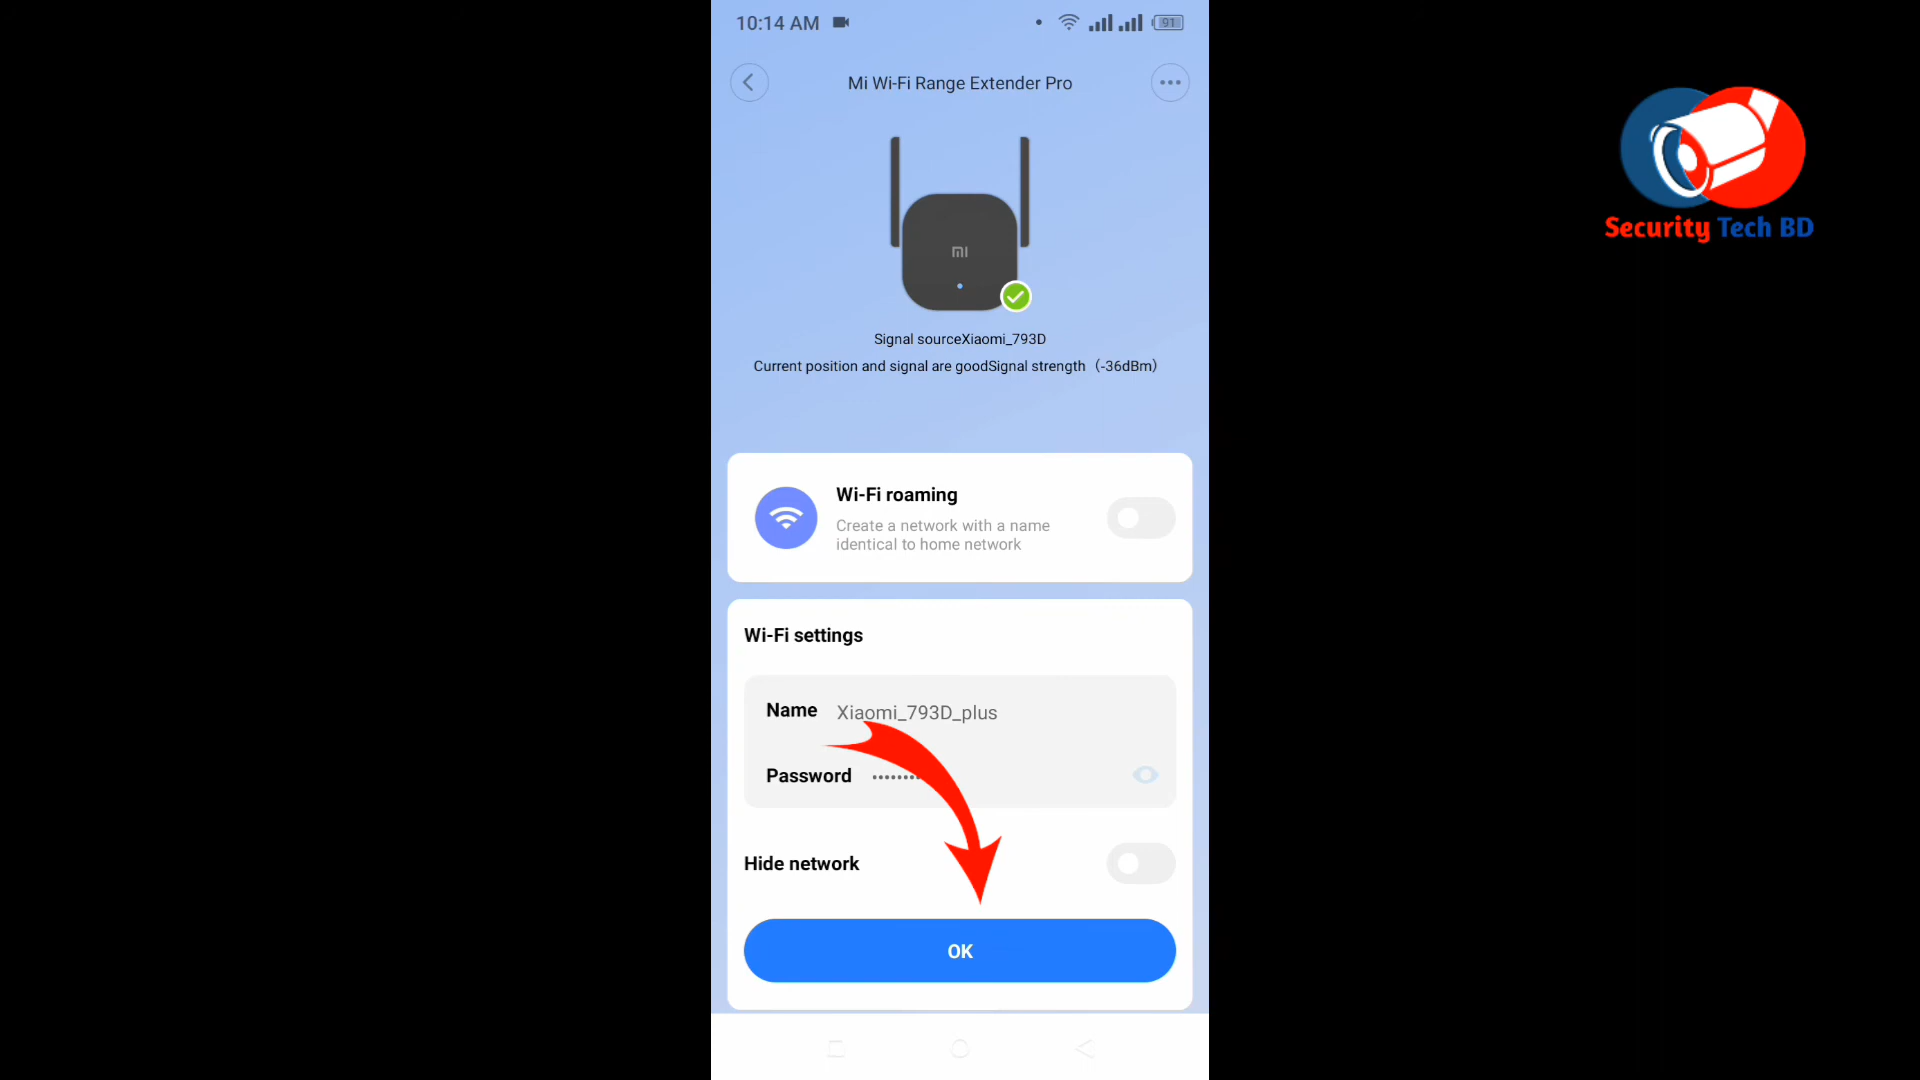 10:14 AM
91
Mi Wi-Fi Range Extender Pro
Security Tech BD
MI
Signal sourceXiaomi_793D
Current position and signal are goodSignal strength（-36dBm）
Wi-Fi roaming
Create a network with a name
identical to home network
Wi-Fi settings
Name Xiaomi_793D_plus
Password ••••••••
Hide network
OK